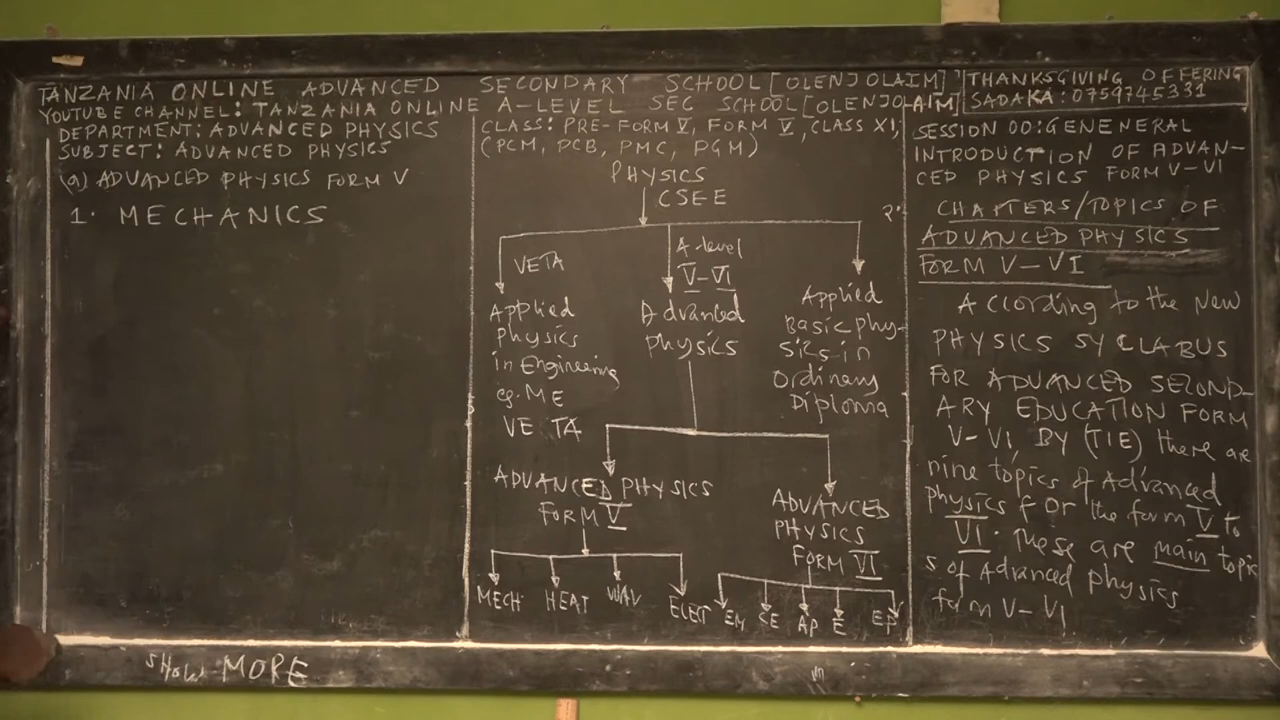 TANZANIA ONLINE ADVANCED SECONDARY SCHOOL [OLENJOLAIM]
YOUTUBE CHANNEL: TANZANIA ONLINE A-LEVEL SEC SCHOOL [OLENJOLAIM]
THANKSGIVING OFFERING
SADAKA: 0759745331
DEPARTMENT: ADVANCED PHYSICS
SUBJECT: ADVANCED PHYSICS
(a) ADVANCED PHYSICS FORM V
1. MECHANICS
CLASS: PRE-FORM V, FORM V, CLASS XI,
(PCM, PCB, PMC, PGM)
PHYSICS
CSEE
2.
VETA
A-level
V-VI
Applied
Physics
in Engineering
eg. ME
VETA
Advanced
physics
Applied
Basic phy-
sics in
Ordinary
Diploma
ADVANCED PHYSICS
FORM V
ADVANCED
PHYSICS
FORM VI
MECH HEAT WAV ELECT
EM CE AP E EP
SESSION 00: GENENERAL
INTRODUCTION OF ADVAN-
CED PHYSICS FORM V-VI
CHAPTERS/TOPICS OF
ADVANCED PHYSICS
FORM V-VI
Aclording to the new
PHYSICS SYLLABUS
FOR ADVANCED SECOND-
ARY EDUCATION FORM
V-VI, BY (TIE) there are
nine topics of Advanced
physics for the form V to
VI. These are main topic
s of Advanced physics
form V-VI
Show MORE